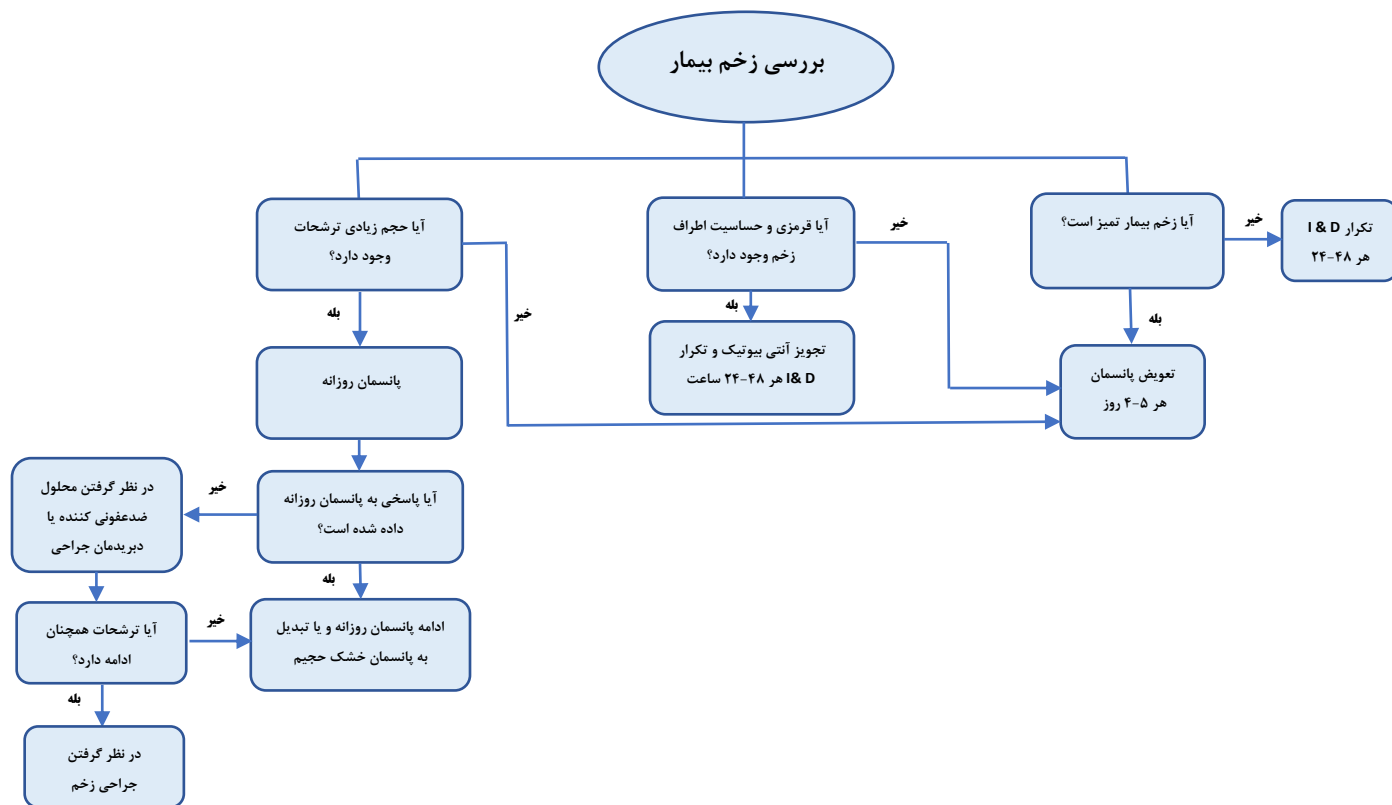 بررسی زخم بیمار
آیا زخم بیمار تمیز است؟
خیر
تکرار I & D
هر ۴۸-۲۴
بله
تعویض پانسمان
هر ۵-۴ روز
آیا قرمزی و حساسیت اطراف
زخم وجود دارد؟
خیر
بله
تجویز آنتی بیوتیک و تکرار
I& D هر ۴۸-۲۴ ساعت
آیا حجم زیادی ترشحات
وجود دارد؟
خیر
بله
پانسمان روزانه
آیا پاسخی به پانسمان روزانه
داده شده است؟
خیر
بله
در نظر گرفتن محلول
ضدعفونی کننده یا
دبریدمان جراحی
ادامه پانسمان روزانه و یا تبدیل
به پانسمان خشک حجیم
آیا ترشحات همچنان
ادامه دارد؟
خیر
بله
در نظر گرفتن
جراحی زخم